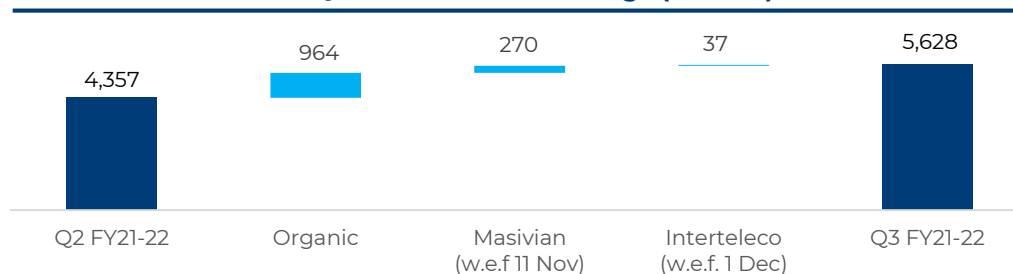 4,357
964
270
37
5,628
Q2 FY21-22
Organic
Masivian
(w.e.f 11 Nov)
Interteleco
(w.e.f. 1 Dec)
Q3 FY21-22